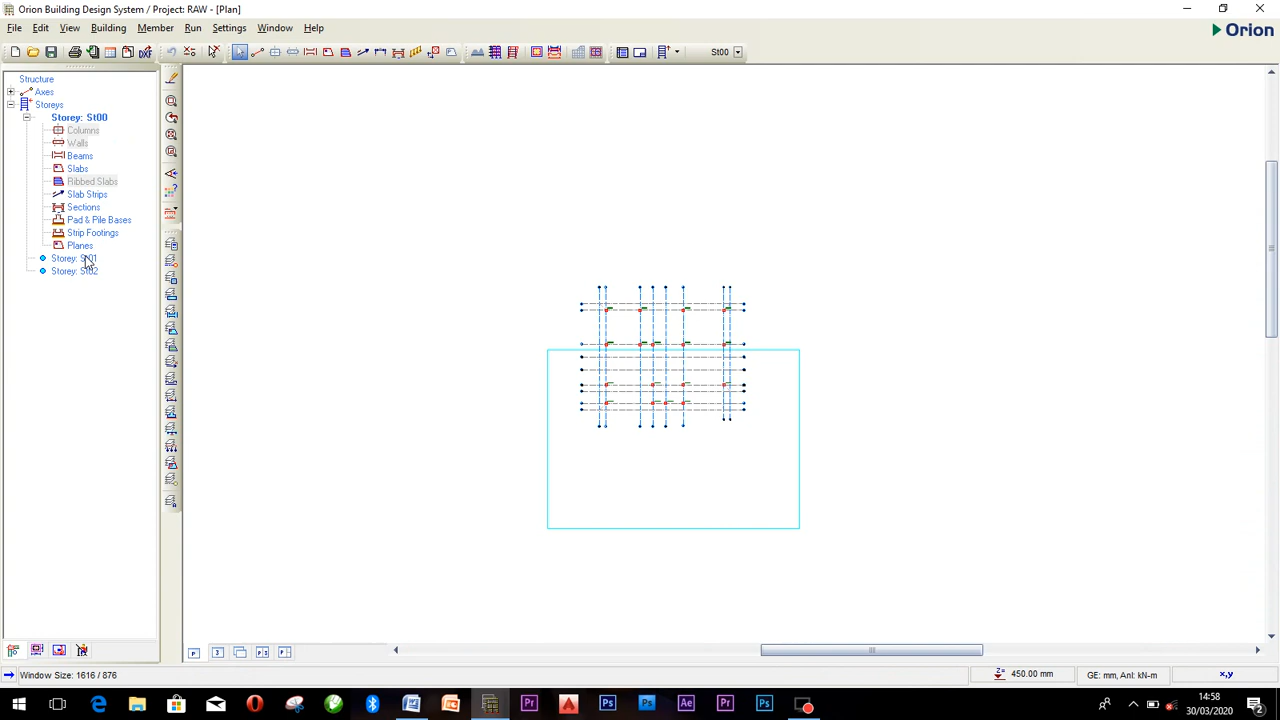 Orion Building Design System / Project: RAW - [Plan]
File Edit View Building Member Run Settings Window Help
Orion
St00
Structure
Axes
Storeys
Storey: St00
Columns
Walls
Beams
Slabs
Ribbed Slabs
Slab Strips
Sections
Pad & Pile Bases
Strip Footings
Planes
Storey: St01
Storey: St02
P
3
P3
F
Window Size: 1616 / 876
Z=
450.00 mm
GE: mm, Anl: kN-m
x,y
14:58
30/03/2020